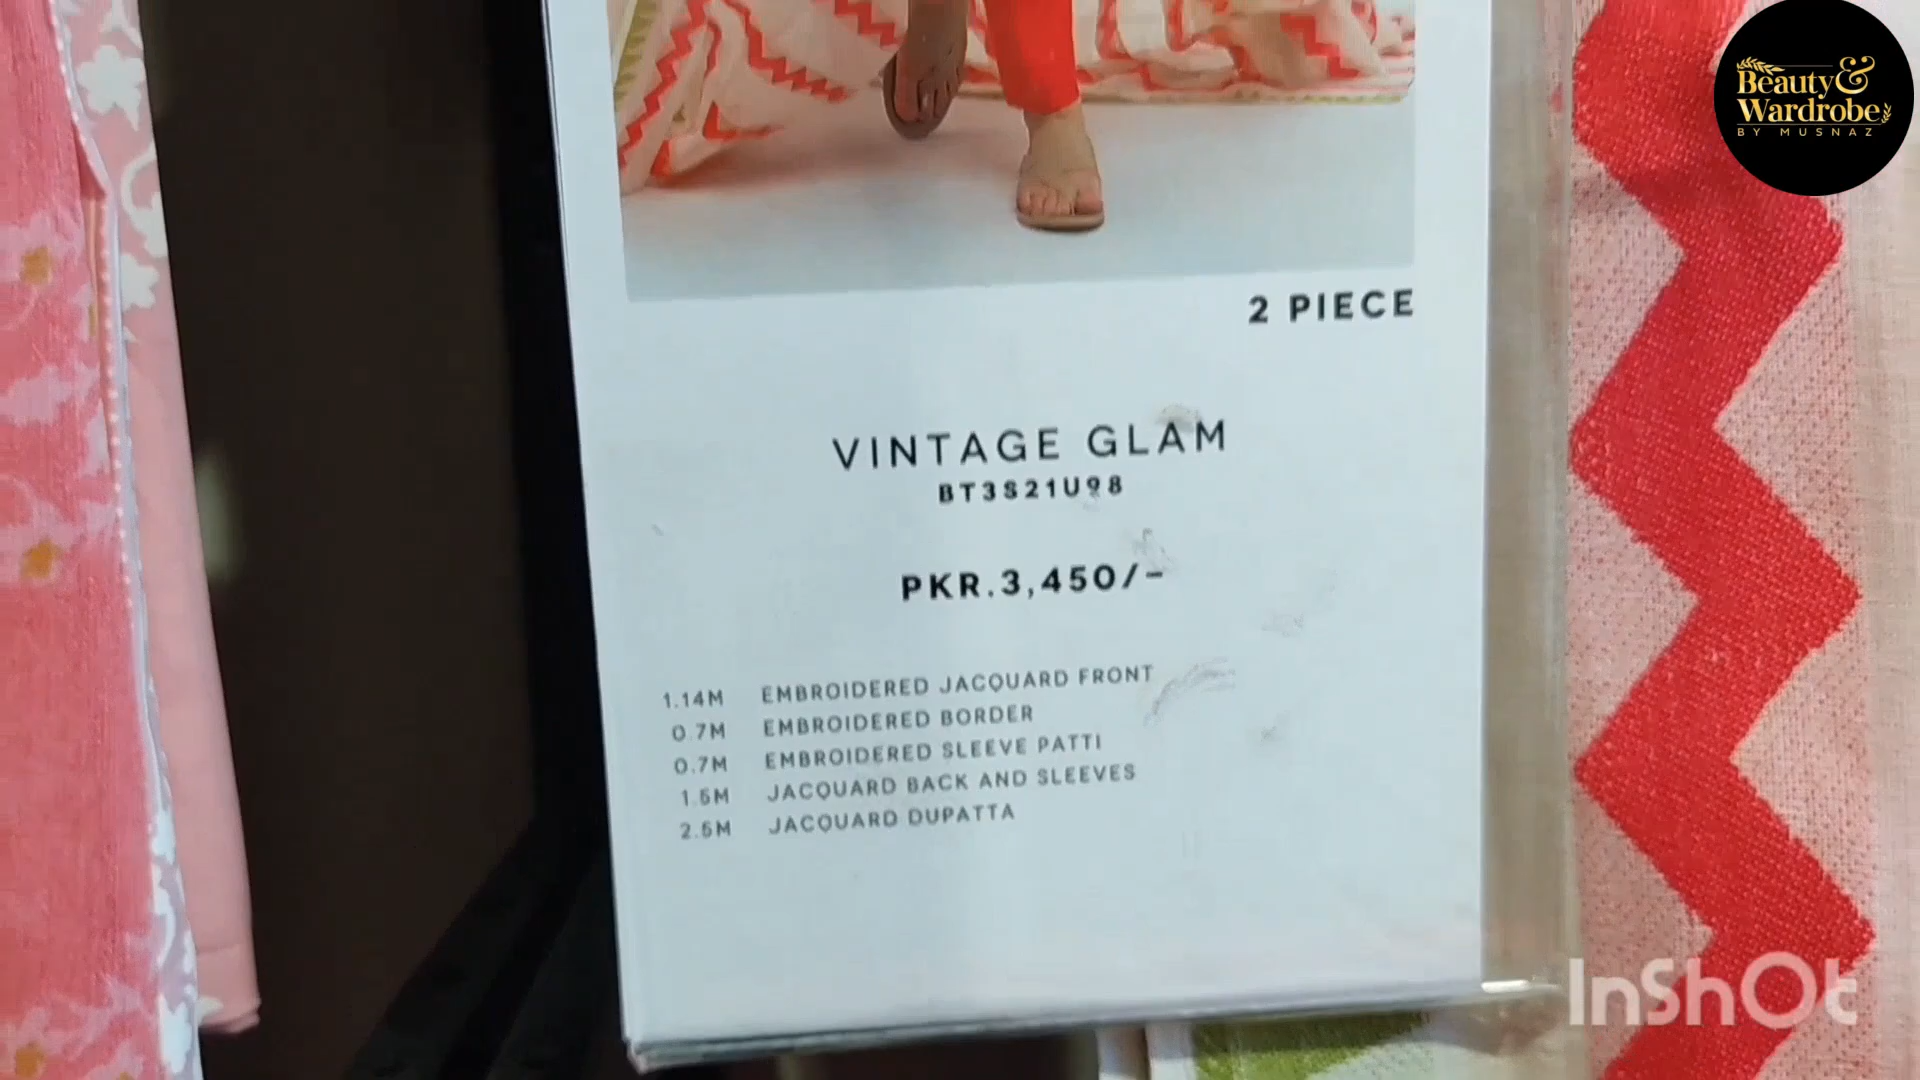 Beauty &
Wardrobe
BY MUSNAZ
2 PIECE
VINTAGE GLAM
BT3S21U98
PKR.3,450/-
1.14M EMBROIDERED JACQUARD FRONT
0.7M EMBROIDERED BORDER
0.7M EMBROIDERED SLEEVE PATTI
1.5M JACQUARD BACK AND SLEEVES
2.5M JACQUARD DUPATTA
InShOt